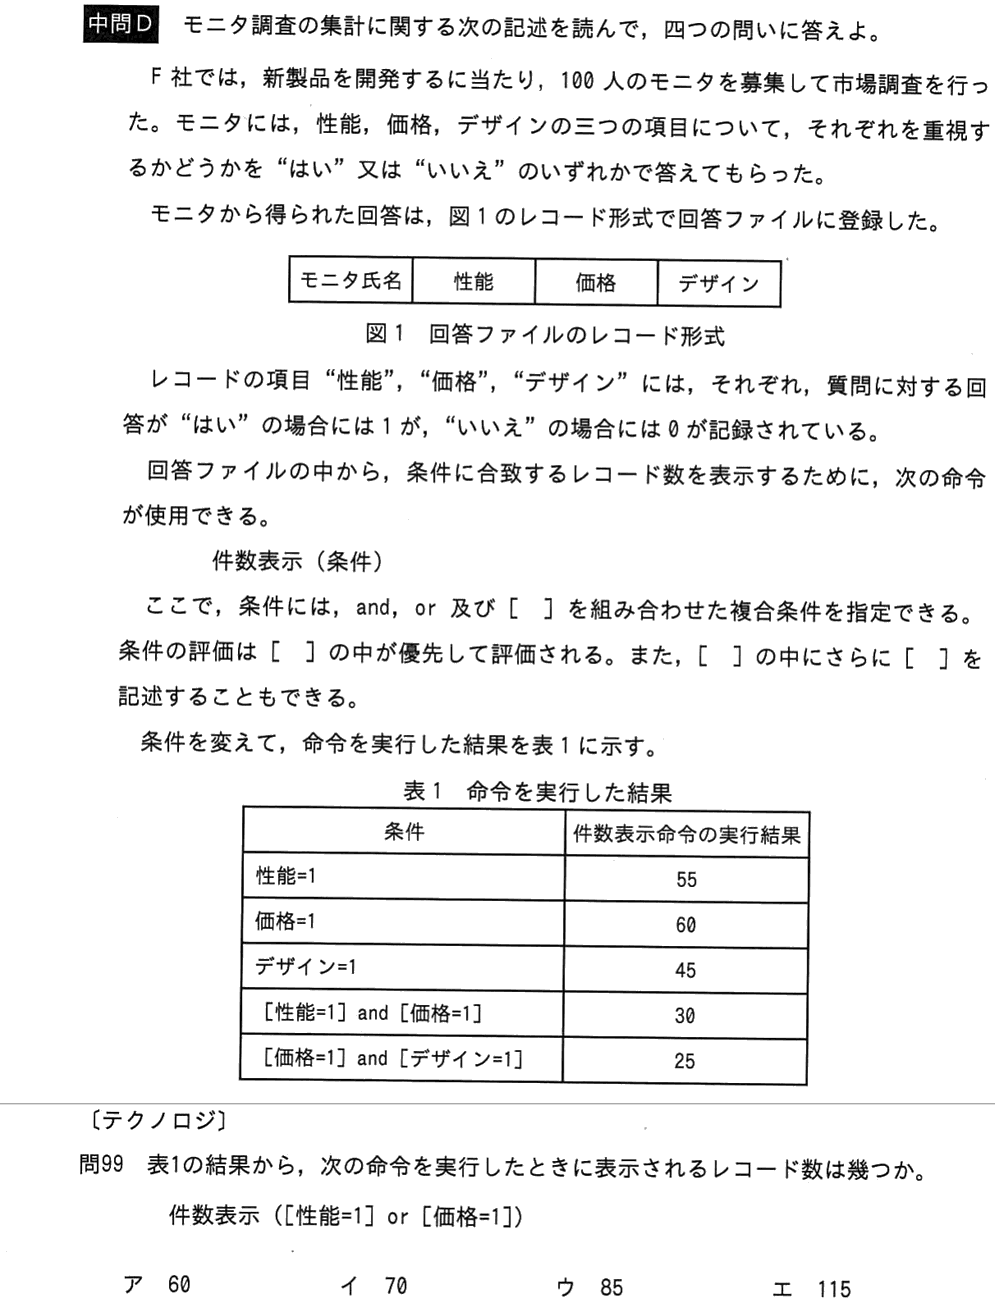 中問D モニタ調査の集計に関する次の記述を読んで，四つの問いに答えよ。
F 社では，新製品を開発するに当たり，100 人のモニタを募集して市場調査を行っ
た。モニタには，性能，価格，デザインの三つの項目について，それぞれを重視す
るかどうかを“はい”又は“いいえ”のいずれかで答えてもらった。
モニタから得られた回答は，図1のレコード形式で回答ファイルに登録した。
モニタ氏名 性能 価格 デザイン
図1 回答ファイルのレコード形式
レコードの項目“性能”，“価格”，“デザイン”には，それぞれ，質問に対する回
答が“はい”の場合には1が，“いいえ”の場合には0が記録されている。
回答ファイルの中から，条件に合致するレコード数を表示するために，次の命令
が使用できる。
件数表示（条件）
ここで，条件には，and，or 及び［ ］を組み合わせた複合条件を指定できる。
条件の評価は［ ］の中が優先して評価される。また，［ ］の中にさらに［ ］を
記述することもできる。
条件を変えて，命令を実行した結果を表1に示す。
表1 命令を実行した結果
条件 件数表示命令の実行結果
性能=1 55
価格=1 60
デザイン=1 45
［性能=1］and［価格=1］ 30
［価格=1］and［デザイン=1］ 25
〔テクノロジ〕
問99 表1の結果から，次の命令を実行したときに表示されるレコード数は幾つか。
件数表示（［性能=1］or［価格=1］）
ア 60 イ 70 ウ 85 エ 115